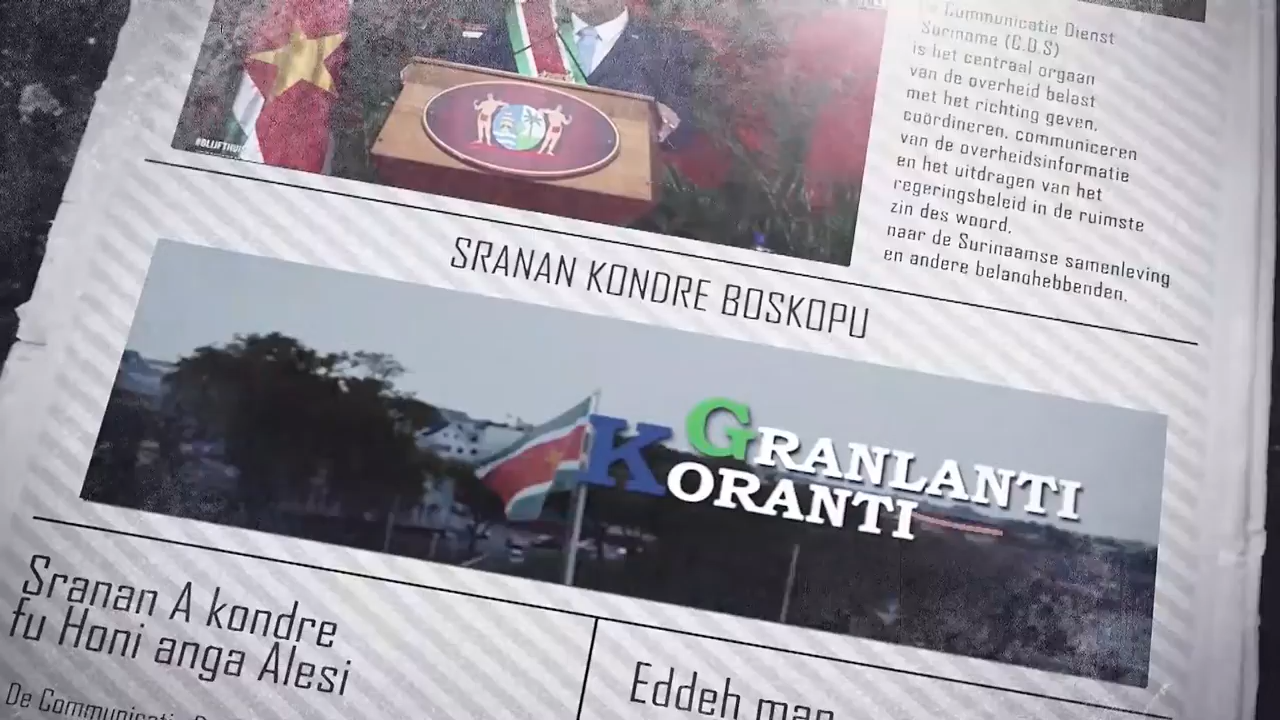 Communicatie Dienst
Suriname (C.D.S)
is het centraal orgaan
van de overheid belast
met het richting geven,
coördineren, communiceren
van de overheidsinformatie
en het uitdragen van het
regeringsbeleid in de ruimste
zin des woord,
naar de Surinaamse samenleving
en andere belanghebbenden.
SRANAN KONDRE BOSKOPU
GRANLANTI
KORANTI
Sranan A kondre
fu Honi anga Alesi
Eddeh man
De